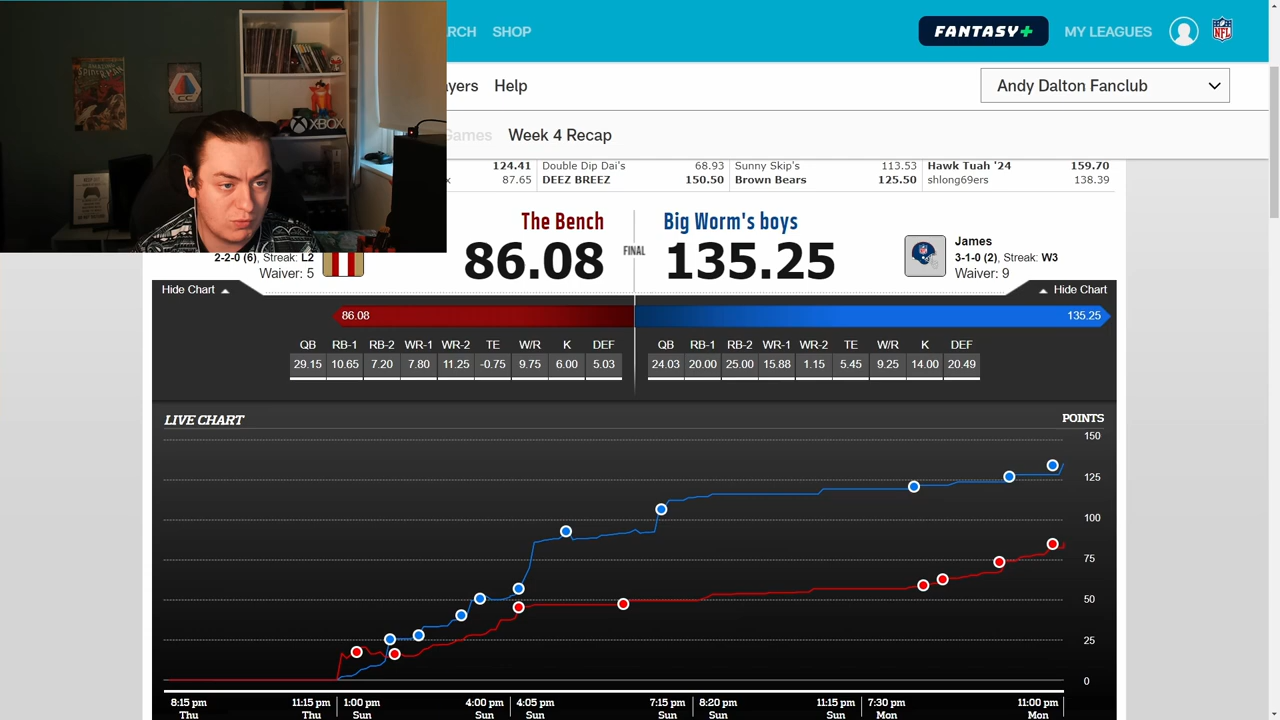 ARCH SHOP
FANTASY+
MY LEAGUES
NFL
ayers Help
Andy Dalton Fanclub
Games Week 4 Recap
XBOX
124.41 Double Dip Dai's 68.93 Sunny Skip's 113.53 Hawk Tuah '24 159.70
x 87.65 DEEZ BREEZ 150.50 Brown Bears 125.50 shlong69ers 138.39
The Bench
86.08
FINAL
Big Worm's boys
135.25
2-2-0 (6), Streak: L2
Waiver: 5
James
3-1-0 (2), Streak: W3
Waiver: 9
Hide Chart
Hide Chart
86.08 135.25
QB RB-1 RB-2 WR-1 WR-2 TE W/R K DEF
29.15 10.65 7.20 7.80 11.25 -0.75 9.75 6.00 5.03
QB RB-1 RB-2 WR-1 WR-2 TE W/R K DEF
24.03 20.00 25.00 15.88 1.15 5.45 9.25 14.00 20.49
LIVE CHART
POINTS
150
125
100
75
50
25
0
8:15 pm 11:15 pm 1:00 pm 4:00 pm 4:05 pm 7:15 pm 8:20 pm 11:15 pm 7:30 pm 11:00 pm
Thu Thu Sun Sun Sun Sun Sun Sun Mon Mon